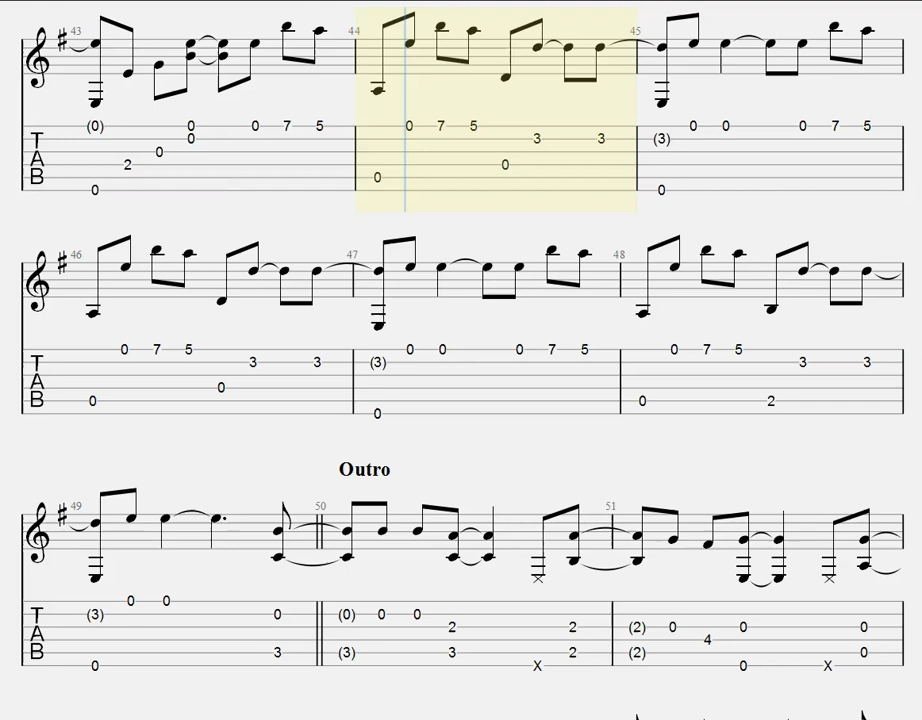 43 44 45
(0) 0 0 7 5 0 7 5 0 0 0 7 5
T 0 3 3 (3)
0
A 2 0
B 0
0 0
46 47 48
0 7 5 0 0 0 7 5 0 7 5
T 3 3 (3) 3 3
A 0
B 0 0 2
0
Outro
49 50 51
0 0
T (3) 0 (0) 0 0
2 2 (2) 0 0 0
A 4
B 3 (3) 3 2 (2) 0
0 X 0 X